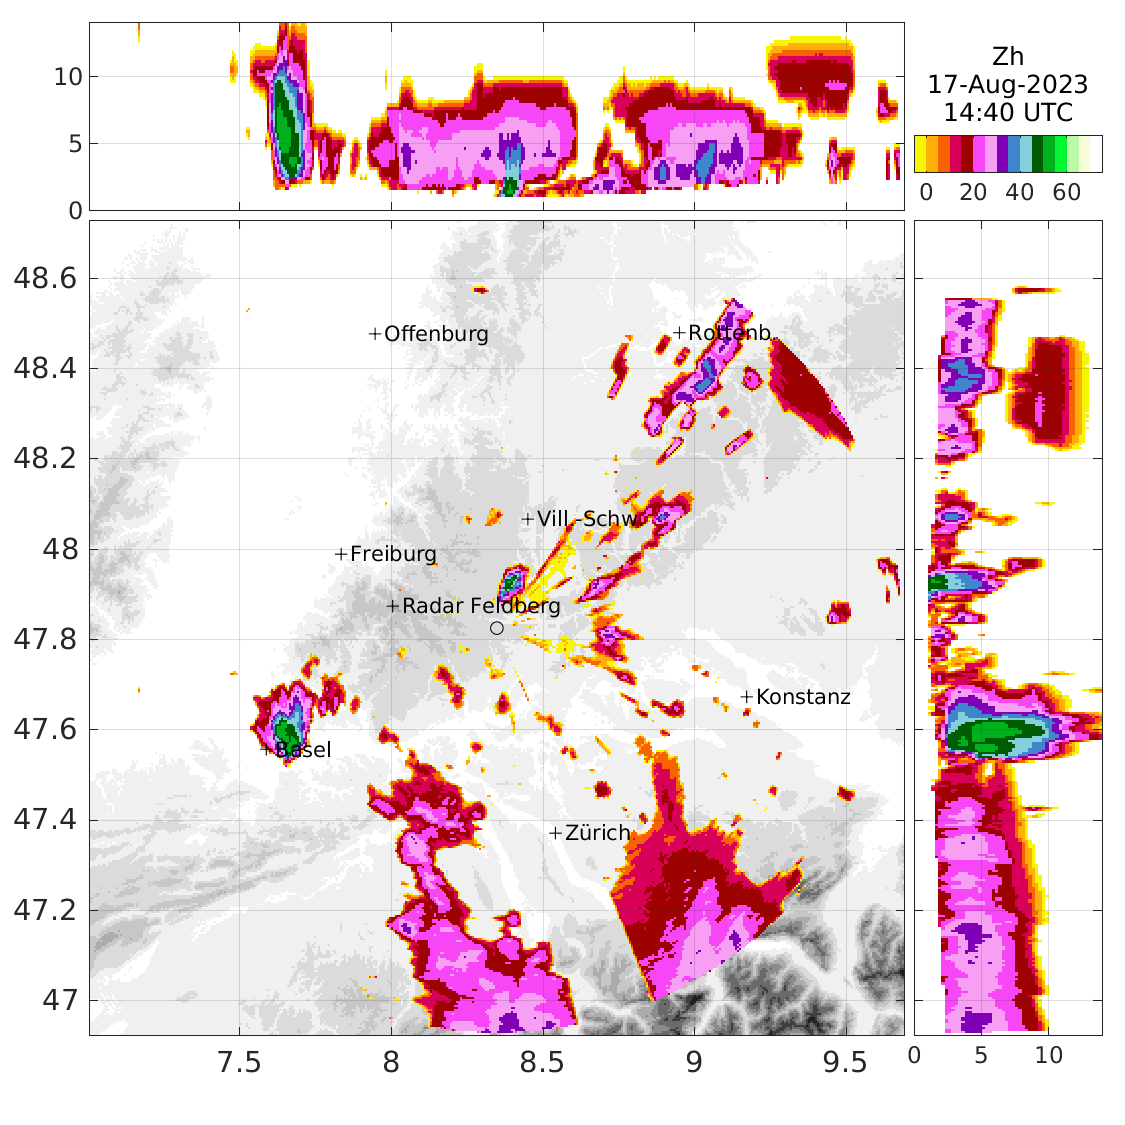 10
5
0
Zh
17-Aug-2023
14:40 UTC
0 20 40 60
48.6
48.4
48.2
48
47.8
47.6
47.4
47.2
47
+Offenburg
+Rottenb.
+Vill.-Schw.
+Freiburg
+Radar Feldberg
+Konstanz
+Basel
+Zürich
7.5 8 8.5 9 9.5
0 5 10